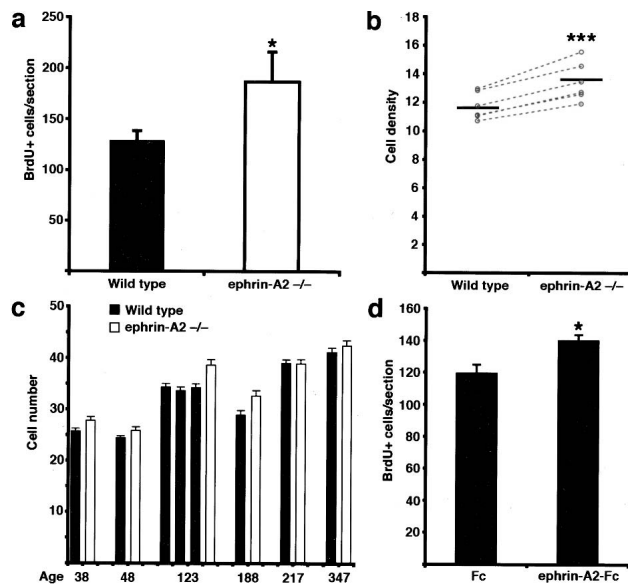 a
BrdU+ cells/section
250
200
150
100
50
*
Wild type
ephrin-A2 –/–
b
Cell density
18
16
14
12
10
8
6
4
2
***
Wild type
ephrin-A2 –/–
c
Wild type
ephrin-A2 –/–
Cell number
50
40
30
20
10
Age 38 48 123 188 217 347
d
BrdU+ cells/section
160
140
120
100
80
60
40
20
*
Fc
ephrin-A2-Fc